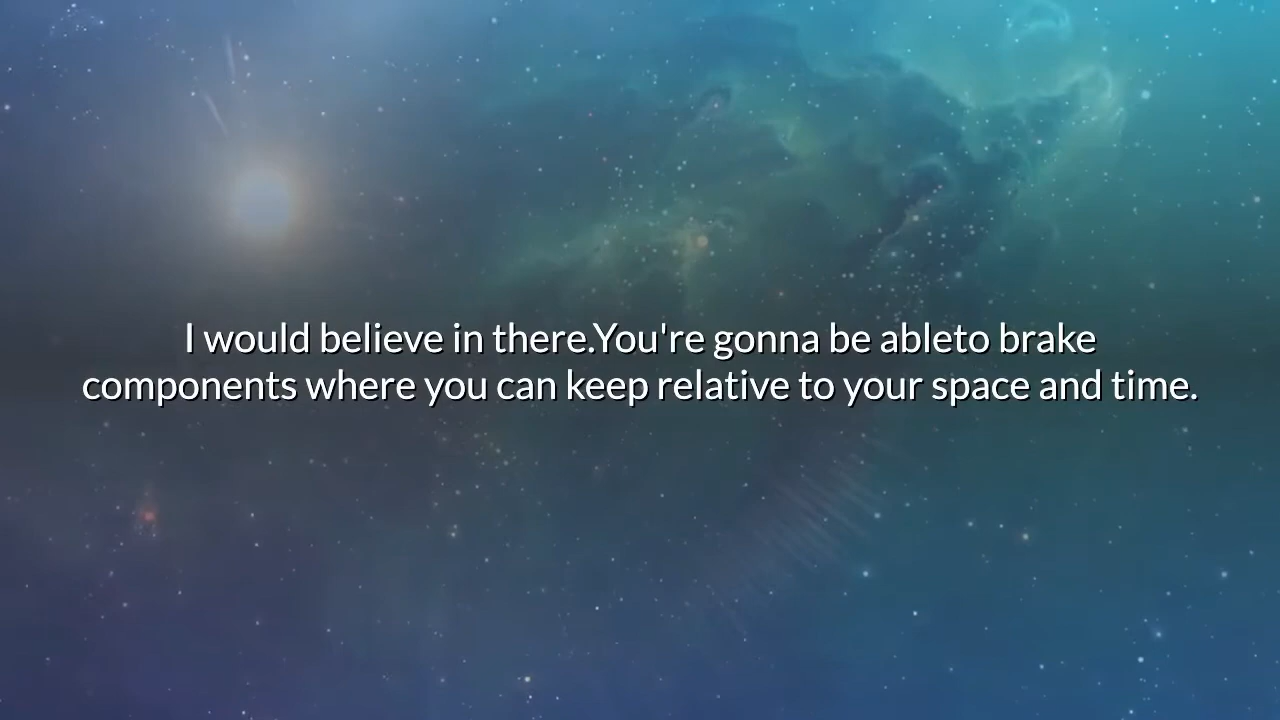 I would believe in there.You're gonna be ableto brake
components where you can keep relative to your space and time.